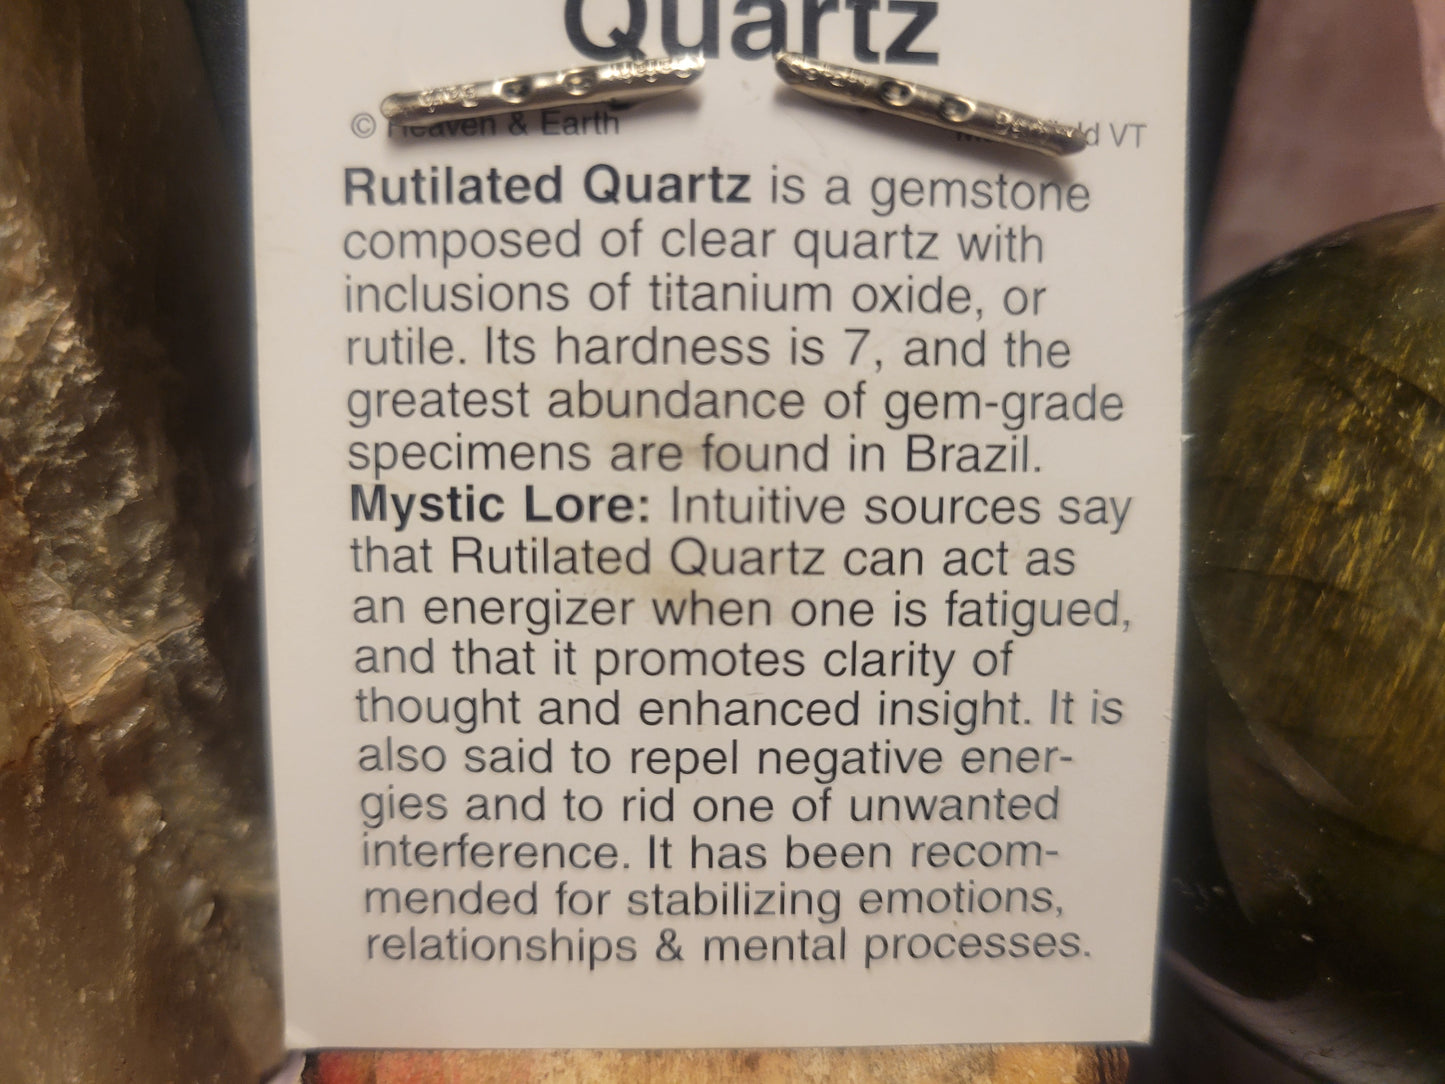 Quartz
© Heaven & Earth VT
Rutilated Quartz is a gemstone
composed of clear quartz with
inclusions of titanium oxide, or
rutile. Its hardness is 7, and the
greatest abundance of gem-grade
specimens are found in Brazil.
Mystic Lore: Intuitive sources say
that Rutilated Quartz can act as
an energizer when one is fatigued,
and that it promotes clarity of
thought and enhanced insight. It is
also said to repel negative ener-
gies and to rid one of unwanted
interference. It has been recom-
mended for stabilizing emotions,
relationships & mental processes.